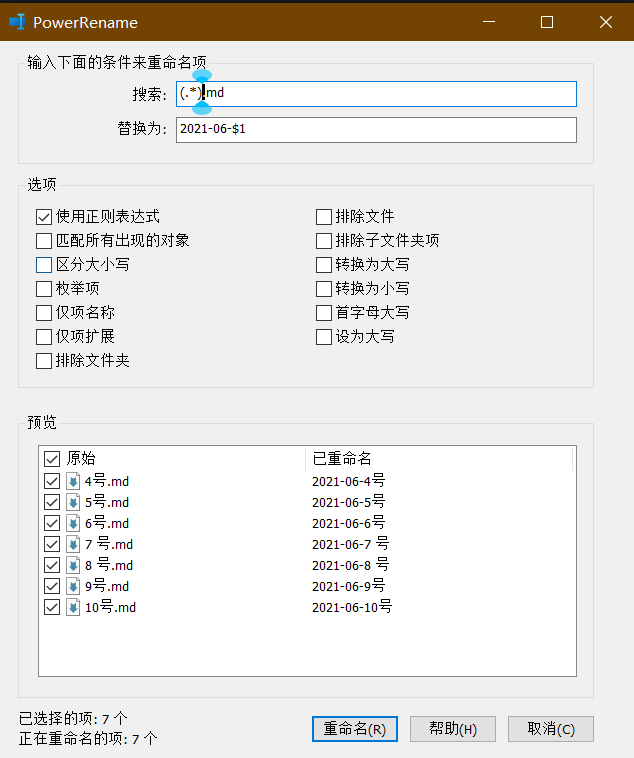 PowerRename
输入下面的条件来重命名项
搜索: (.*).md
替换为: 2021-06-$1
选项
使用正则表达式 排除文件
匹配所有出现的对象 排除子文件夹项
区分大小写 转换为大写
枚举项 转换为小写
仅项名称 首字母大写
仅项扩展 设为大写
排除文件夹
预览
原始 已重命名
4号.md 2021-06-4号
5号.md 2021-06-5号
6号.md 2021-06-6号
7 号.md 2021-06-7 号
8 号.md 2021-06-8 号
9号.md 2021-06-9号
10号.md 2021-06-10号
已选择的项: 7 个
正在重命名的项: 7 个
重命名(R) 帮助(H) 取消(C)